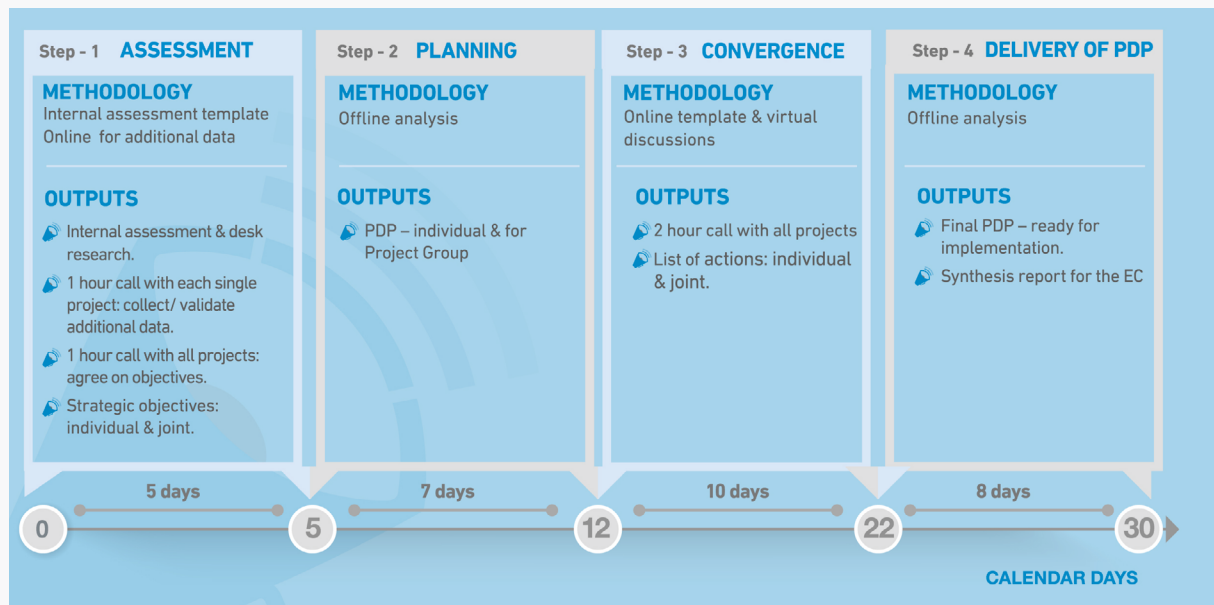 Step - 1 ASSESSMENT
METHODOLOGY
Internal assessment template
Online for additional data
OUTPUTS
Internal assessment & desk
research.
1 hour call with each single
project: collect/ validate
additional data.
1 hour call with all projects:
agree on objectives.
Strategic objectives:
individual & joint.
Step - 2 PLANNING
METHODOLOGY
Offline analysis
OUTPUTS
PDP – individual & for
Project Group
Step - 3 CONVERGENCE
METHODOLOGY
Online template & virtual
discussions
OUTPUTS
2 hour call with all projects
List of actions: individual
& joint.
Step - 4 DELIVERY OF PDP
METHODOLOGY
Offline analysis
OUTPUTS
Final PDP – ready for
implementation.
Synthesis report for the EC
5 days
7 days
10 days
8 days
0
5
12
22
30
CALENDAR DAYS